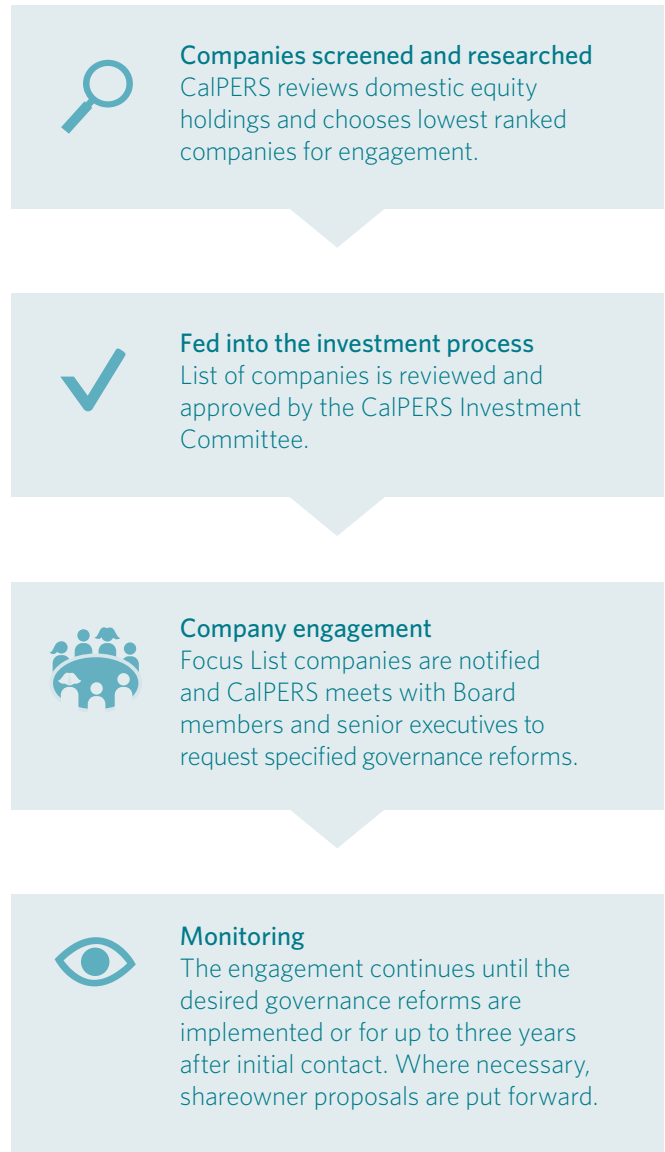 Companies screened and researched
CalPERS reviews domestic equity
holdings and chooses lowest ranked
companies for engagement.
Fed into the investment process
List of companies is reviewed and
approved by the CalPERS Investment
Committee.
Company engagement
Focus List companies are notified
and CalPERS meets with Board
members and senior executives to
request specified governance reforms.
Monitoring
The engagement continues until the
desired governance reforms are
implemented or for up to three years
after initial contact. Where necessary,
shareowner proposals are put forward.